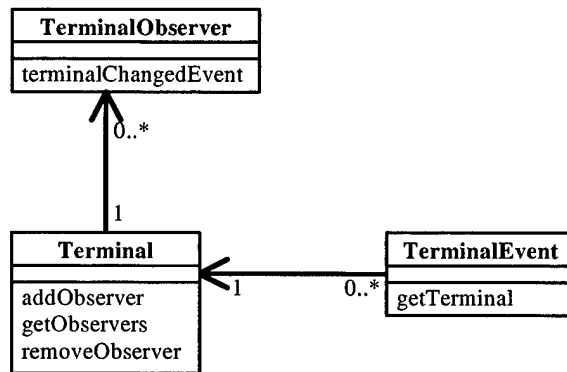 TerminalObserver
terminalChangedEvent
0..*
1
Terminal
addObserver
getObservers
removeObserver
1
0..*
TerminalEvent
getTerminal